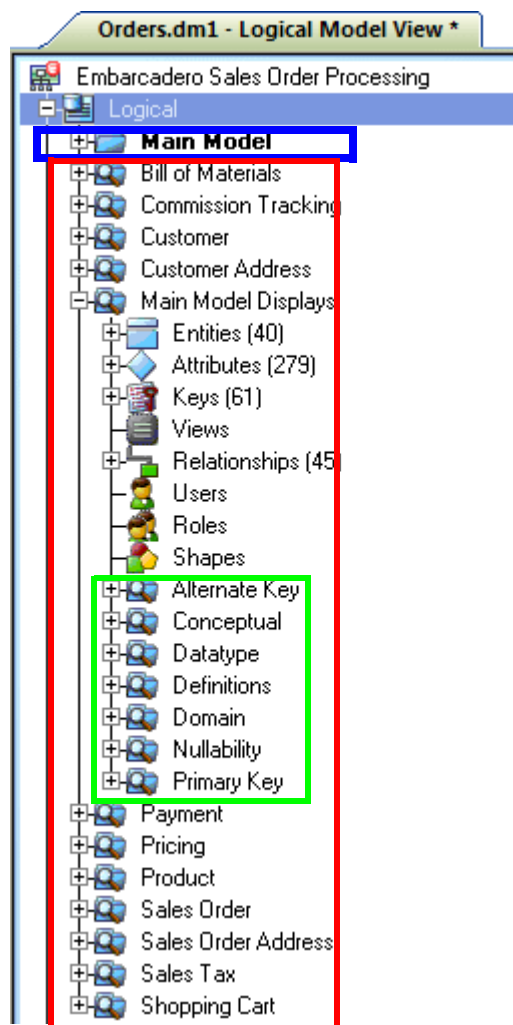 Orders.dm1 - Logical Model View *
Embarcadero Sales Order Processing
Logical
Main Model
Bill of Materials
Commission Tracking
Customer
Customer Address
Main Model Displays
Entities (40)
Attributes (279)
Keys (61)
Views
Relationships (45)
Users
Roles
Shapes
Alternate Key
Conceptual
Datatype
Definitions
Domain
Nullability
Primary Key
Payment
Pricing
Product
Sales Order
Sales Order Address
Sales Tax
Shopping Cart